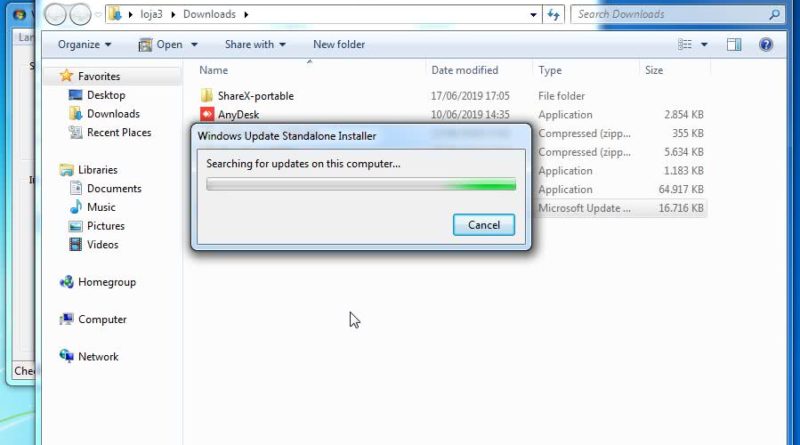 loja3 Downloads Search Downloads
Organize Open Share with New folder
Favorites
Desktop
Downloads
Recent Places
Libraries
Documents
Music
Pictures
Videos
Homegroup
Computer
Network
Name Date modified Type Size
ShareX-portable 17/06/2019 17:05 File folder
AnyDesk 10/06/2019 14:35 Application 2.854 KB
Compressed (zipp... 355 KB
Compressed (zipp... 5.634 KB
Application 1.183 KB
Application 64.917 KB
Microsoft Update ... 16.716 KB
Windows Update Standalone Installer
Searching for updates on this computer...
Cancel